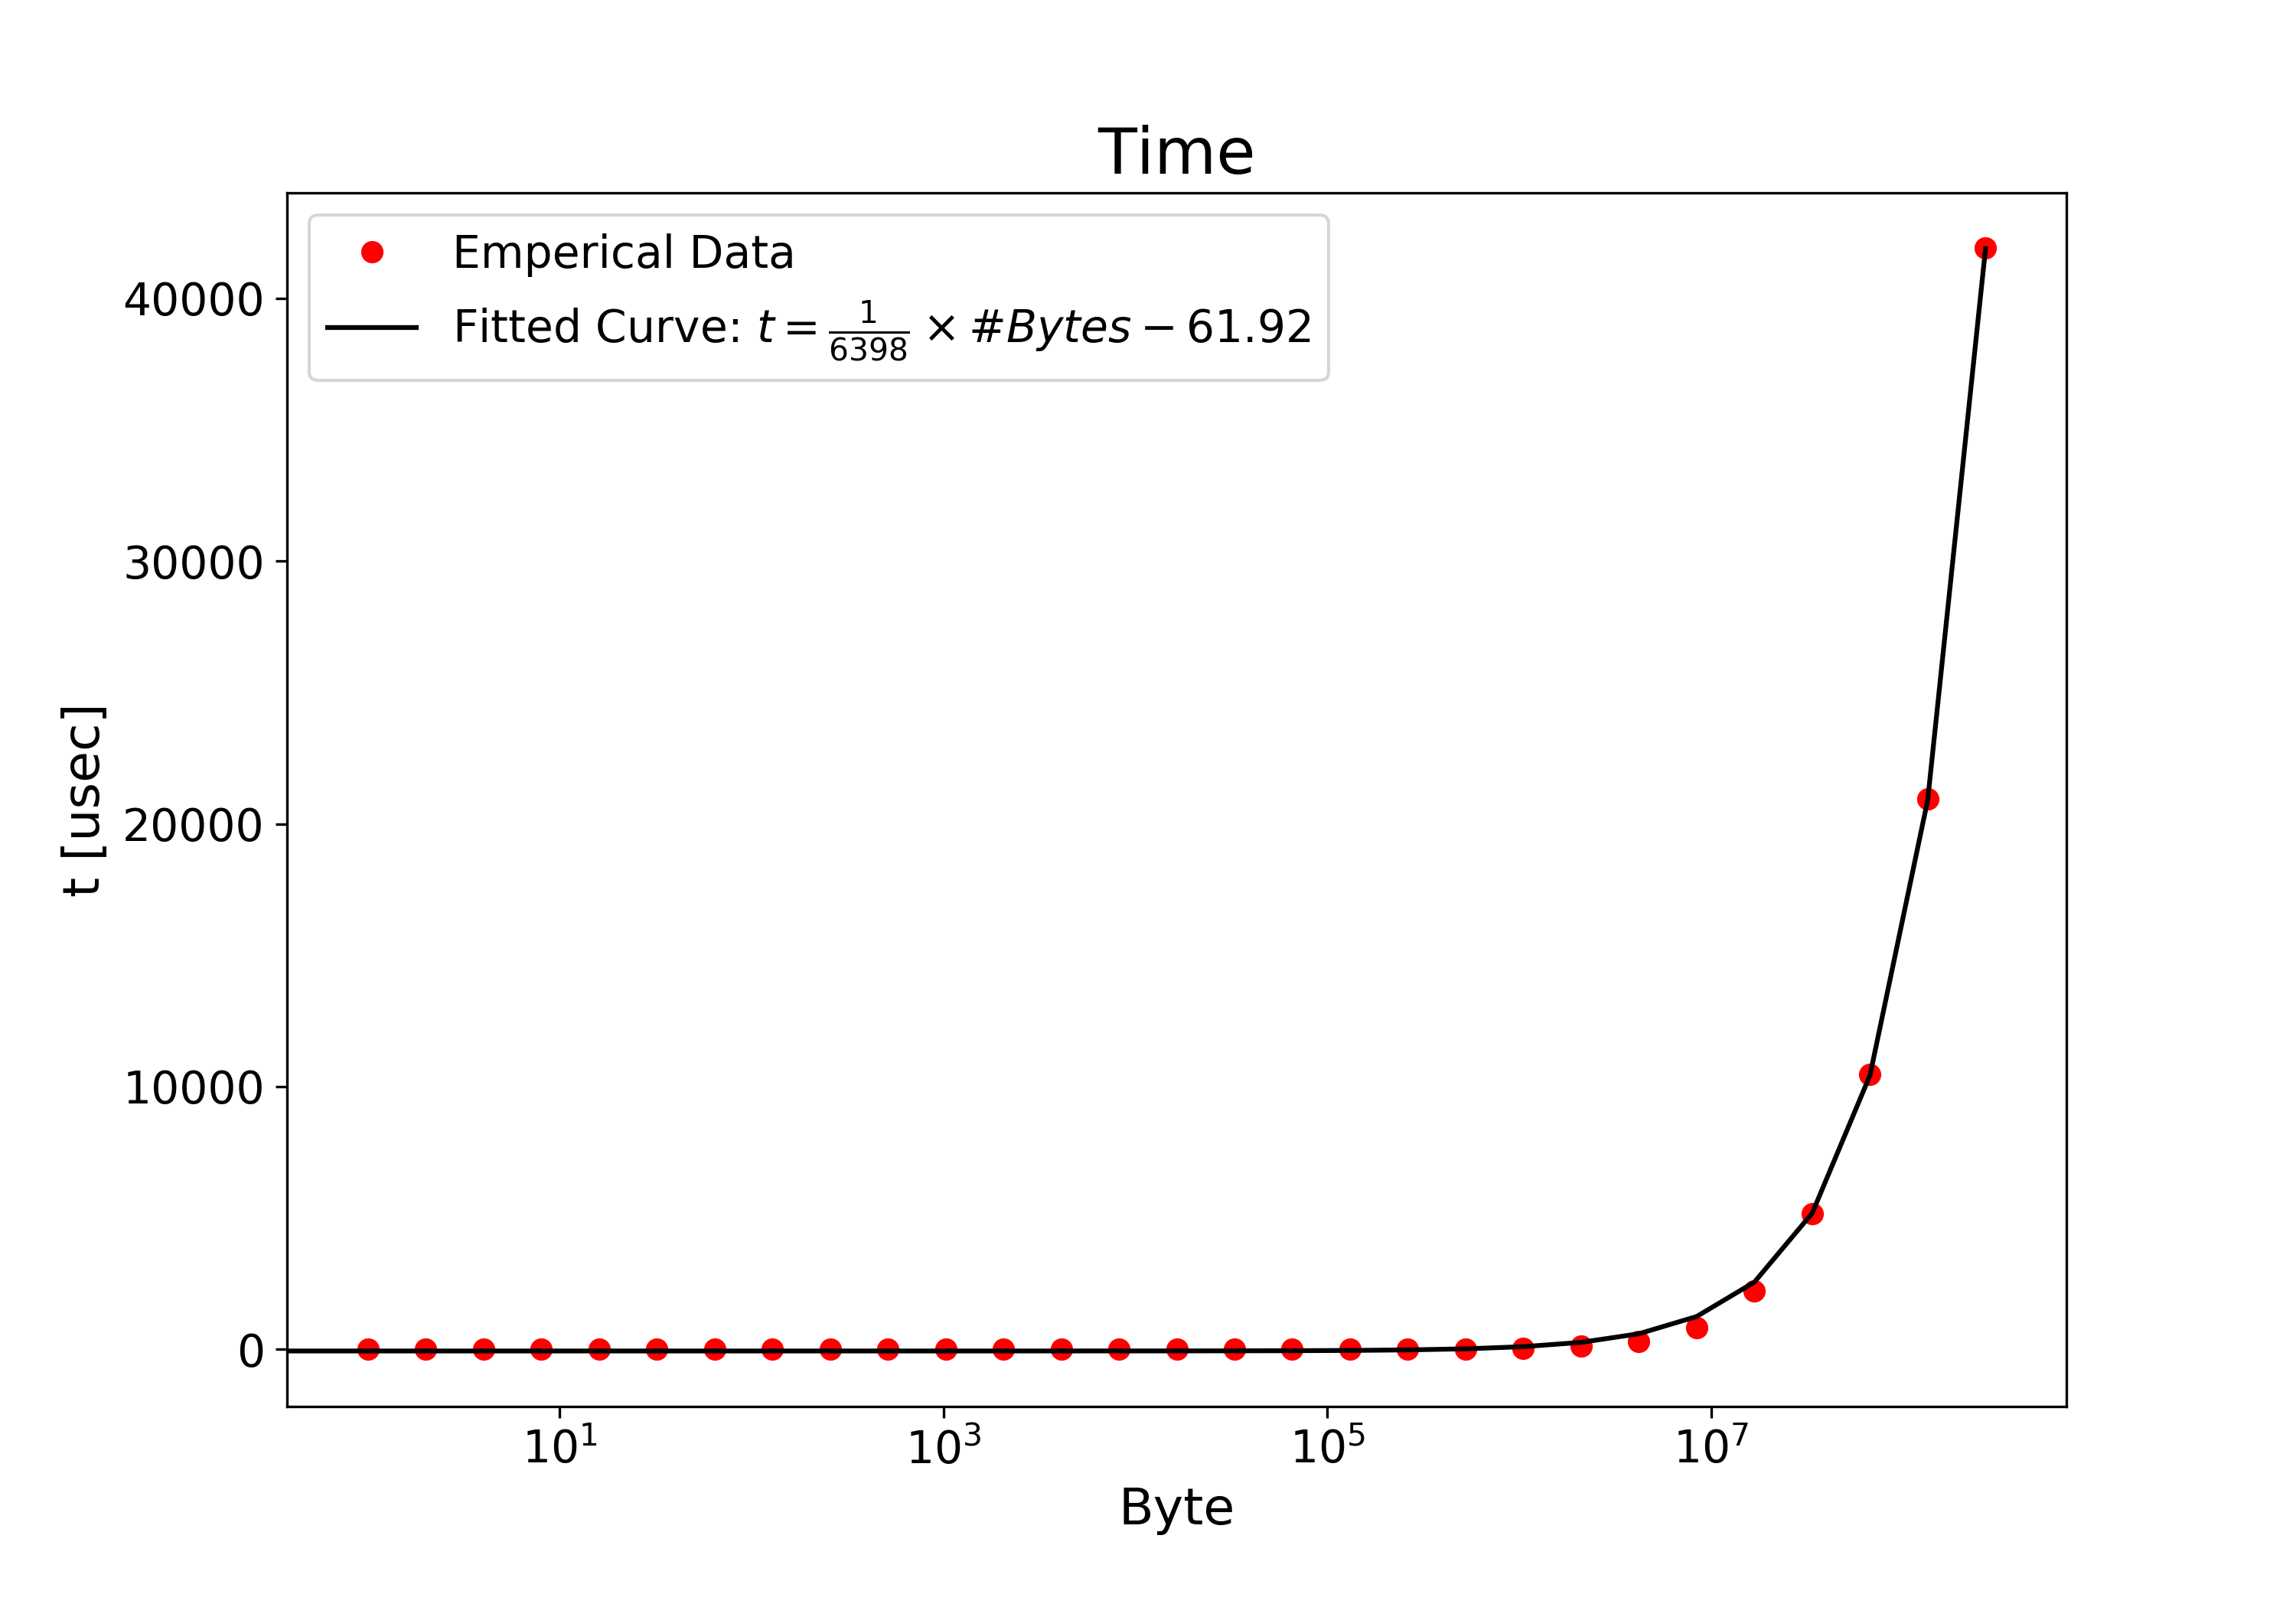 Time
Emperical Data
Fitted Curve: t = 1/6398 × #Bytes − 61.92
40000
30000
20000
10000
0
t [usec]
10^1 10^3 10^5 10^7
Byte